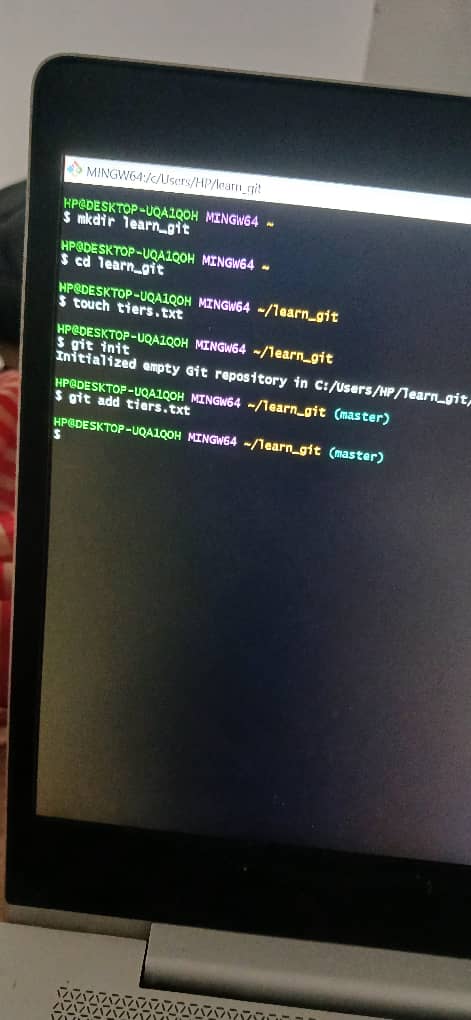 MINGW64:/c/Users/HP/learn_git
HP@DESKTOP-UQA1QOH MINGW64 ~
$ mkdir learn_git
HP@DESKTOP-UQA1QOH MINGW64 ~
$ cd learn_git
HP@DESKTOP-UQA1QOH MINGW64 ~/learn_git
$ touch tiers.txt
HP@DESKTOP-UQA1QOH MINGW64 ~/learn_git
$ git init
Initialized empty Git repository in C:/Users/HP/learn_git/
HP@DESKTOP-UQA1QOH MINGW64 ~/learn_git (master)
$ git add tiers.txt
HP@DESKTOP-UQA1QOH MINGW64 ~/learn_git (master)
$